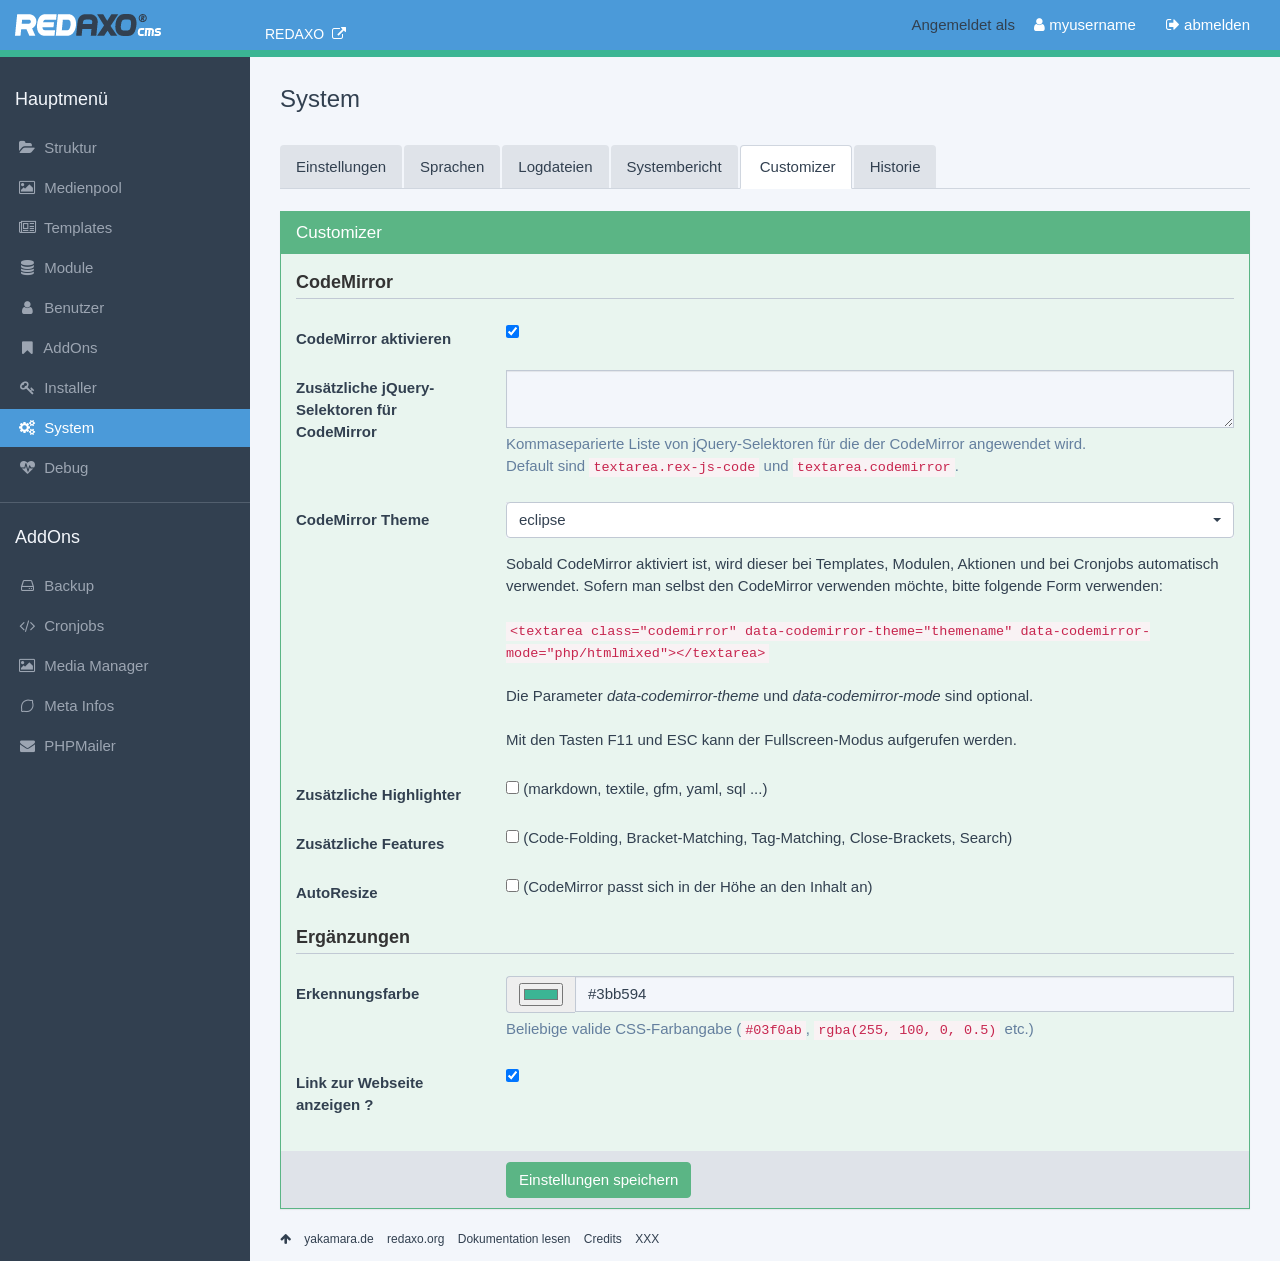 REDAXO® cms
REDAXO
Angemeldet als myusername abmelden
Hauptmenü
Struktur
Medienpool
Templates
Module
Benutzer
AddOns
Installer
System
Debug
AddOns
Backup
Cronjobs
Media Manager
Meta Infos
PHPMailer
System
Einstellungen Sprachen Logdateien Systembericht Customizer Historie
Customizer
CodeMirror
CodeMirror aktivieren
Zusätzliche jQuery-
Selektoren für
CodeMirror
Kommaseparierte Liste von jQuery-Selektoren für die der CodeMirror angewendet wird.
Default sind textarea.rex-js-code und textarea.codemirror .
CodeMirror Theme
eclipse
Sobald CodeMirror aktiviert ist, wird dieser bei Templates, Modulen, Aktionen und bei Cronjobs automatisch
verwendet. Sofern man selbst den CodeMirror verwenden möchte, bitte folgende Form verwenden:
<textarea class="codemirror" data-codemirror-theme="themename" data-codemirror-
mode="php/htmlmixed"></textarea>
Die Parameter data-codemirror-theme und data-codemirror-mode sind optional.
Mit den Tasten F11 und ESC kann der Fullscreen-Modus aufgerufen werden.
Zusätzliche Highlighter (markdown, textile, gfm, yaml, sql ...)
Zusätzliche Features (Code-Folding, Bracket-Matching, Tag-Matching, Close-Brackets, Search)
AutoResize (CodeMirror passt sich in der Höhe an den Inhalt an)
Ergänzungen
Erkennungsfarbe #3bb594
Beliebige valide CSS-Farbangabe ( #03f0ab , rgba(255, 100, 0, 0.5) etc.)
Link zur Webseite
anzeigen ?
Einstellungen speichern
yakamara.de redaxo.org Dokumentation lesen Credits XXX